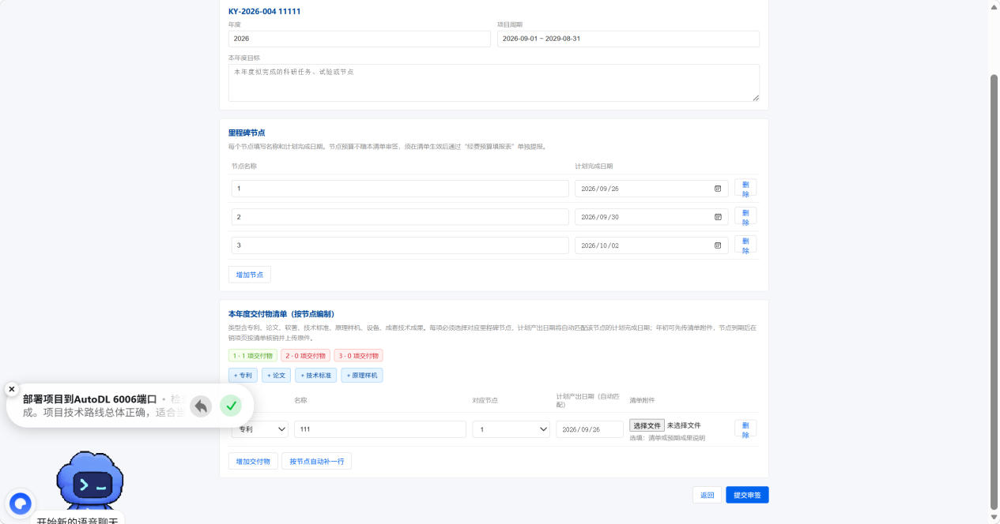 KY-2026-004 11111
年度
项目周期
2026
2026-09-01 ~ 2029-08-31
本年度目标
本年度拟完成的科研任务、试验或节点
里程碑节点
每个节点填写名称和计划完成日期。节点预算不随本清单审签，须在清单生效后通过“经费预算填报表”单独提报。
节点名称
计划完成日期
1
2026/09/26
删除
2
2026/09/30
删除
3
2026/10/02
删除
增加节点
本年度交付物清单（按节点编制）
类型含专利、论文、软著、技术标准、原理样机、设备、成套技术成果。每项必须选择对应里程碑节点，计划产出日期将自动匹配该节点的计划完成日期；年初可先传清单附件，节点到期后在
销项页按清单核销并上传原件。
1 · 1 项交付物
2 · 0 项交付物
3 · 0 项交付物
+ 专利
+ 论文
+ 技术标准
+ 原理样机
名称
对应节点
计划产出日期（自动匹
配）
清单附件
专利
111
1
2026/09/26
选择文件 未选择文件
选填：清单或预期成果说明
删除
增加交付物
按节点自动补一行
返回
提交审签
部署项目到AutoDL 6006端口 •
成。项目技术路线总体正确，适合
开始新的语音聊天